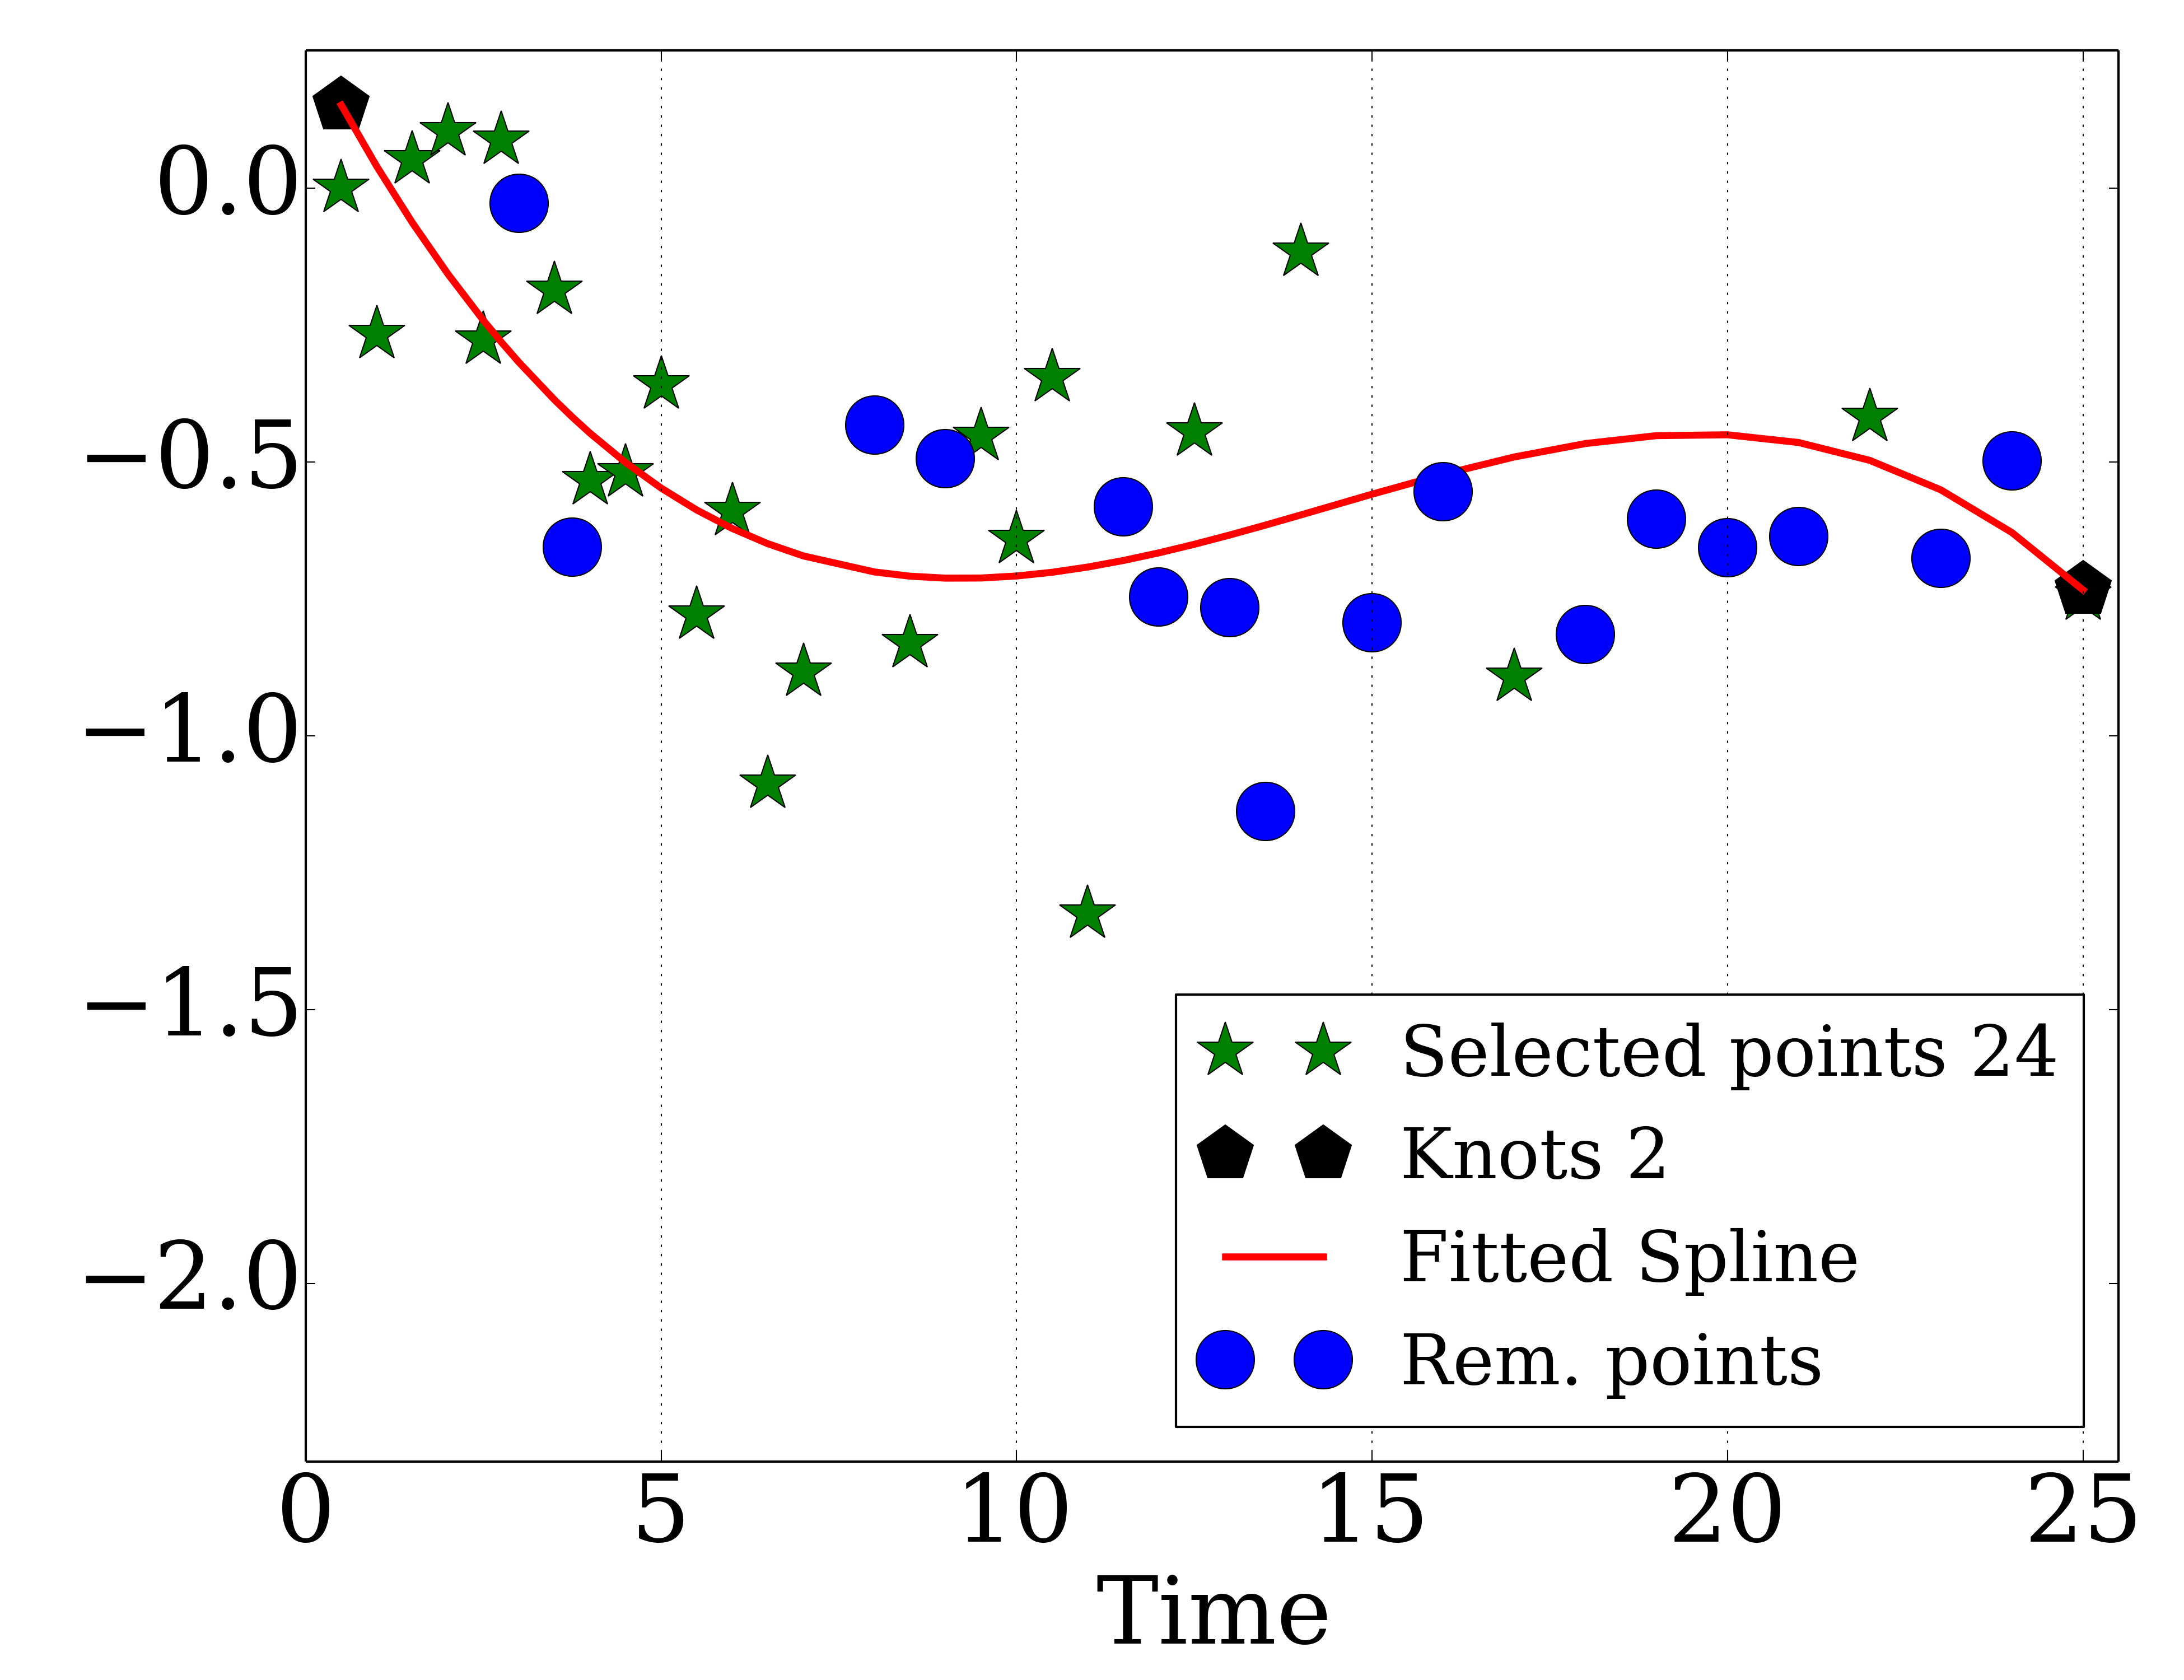 0.0
−0.5
−1.0
−1.5
−2.0
Selected points 24
Knots 2
Fitted Spline
Rem. points
0 5 10 15 20 25
Time